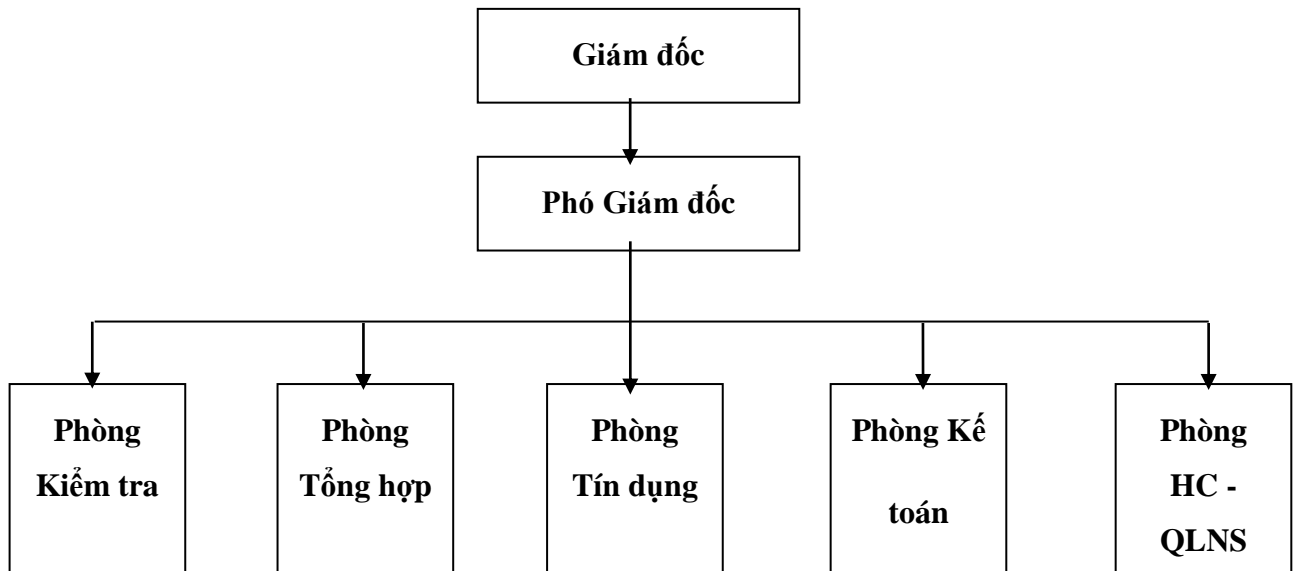 Giám đốc
Phó Giám đốc
Phòng
Kiểm tra
Phòng
Tổng hợp
Phòng
Tín dụng
Phòng Kế
toán
Phòng
HC -
QLNS